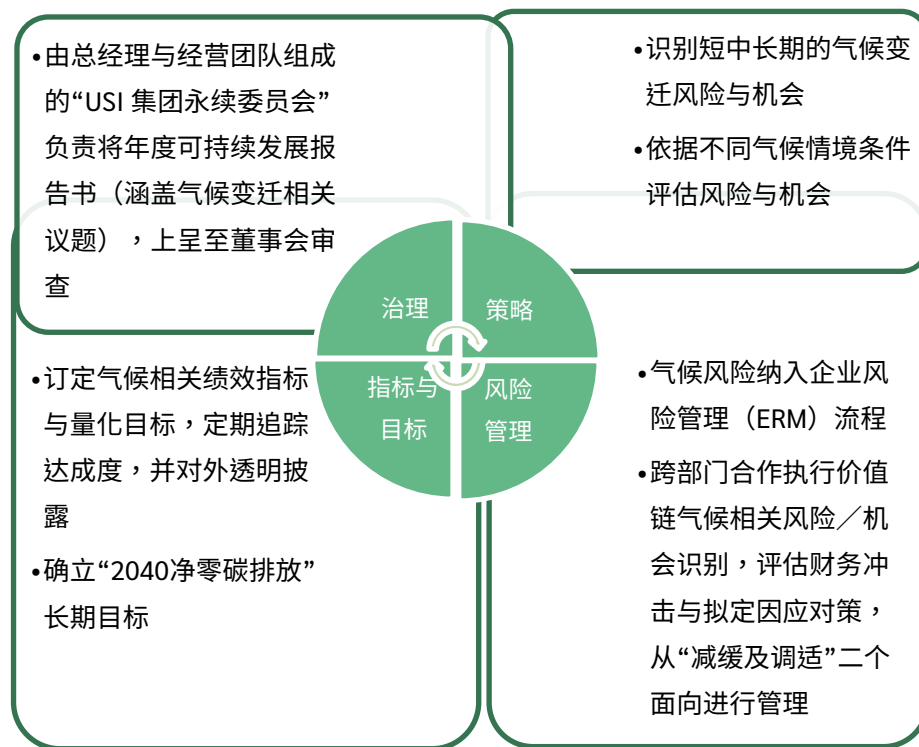 •由总经理与经营团队组成
的“USI 集团永续委员会”
负责将年度可持续发展报
告书（涵盖气候变迁相关
议题），上呈至董事会审
查
•识别短中长期的气候变
迁风险与机会
•依据不同气候情境条件
评估风险与机会
治理
策略
指标与
目标
风险
管理
•订定气候相关绩效指标
与量化目标，定期追踪
达成度，并对外透明披
露
•确立“2040净零碳排放”
长期目标
•气候风险纳入企业风
险管理（ERM）流程
•跨部门合作执行价值
链气候相关风险／机
会识别，评估财务冲
击与拟定因应对策，
从“减缓及调适”二个
面向进行管理